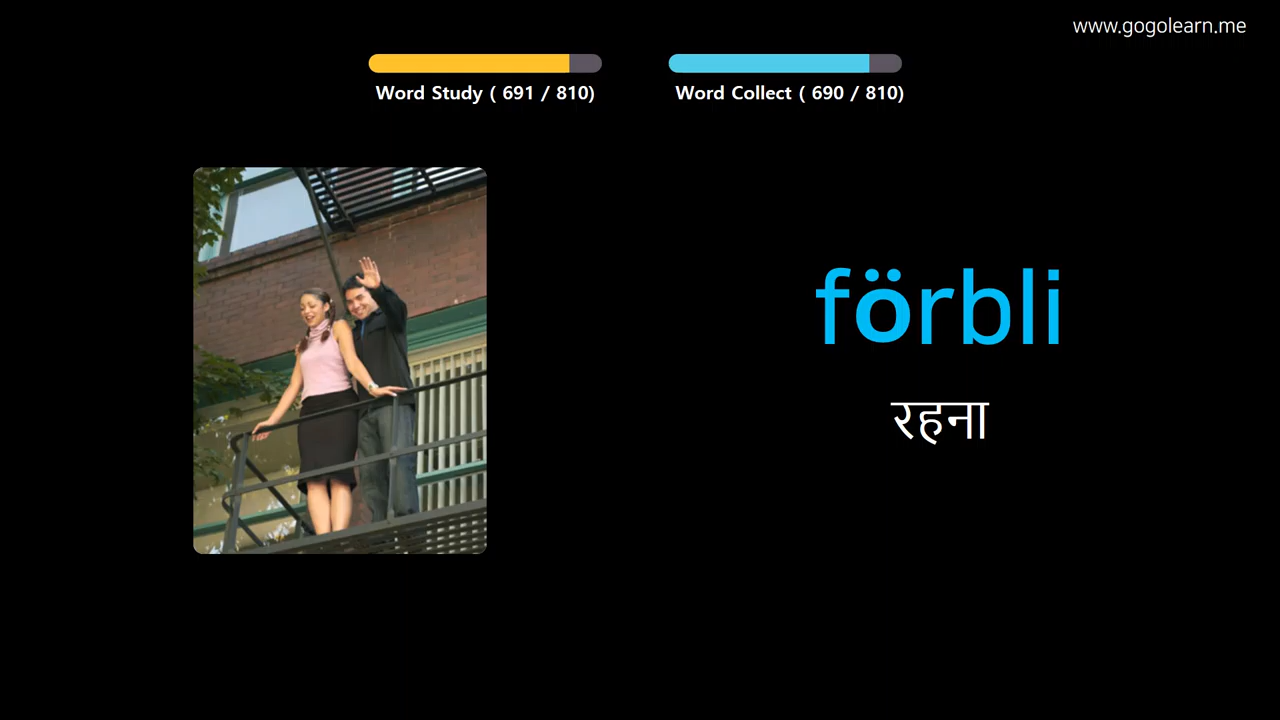 www.gogolearn.me
Word Study ( 691 / 810)
Word Collect ( 690 / 810)
förbli
रहना